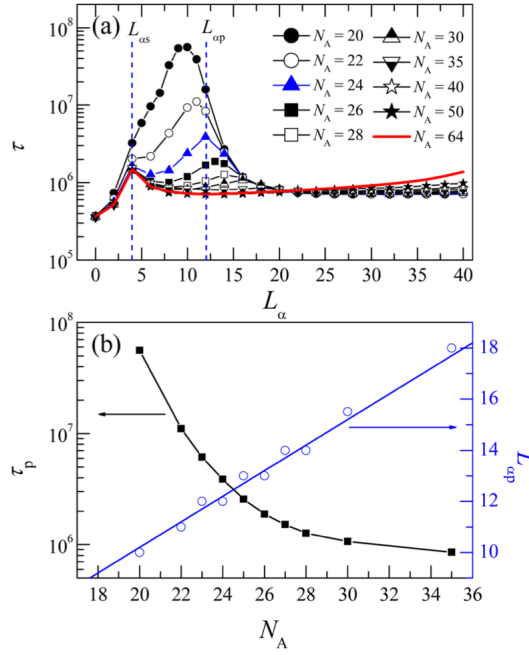 (a)
L_αs
L_αp
N_A = 20
N_A = 30
N_A = 22
N_A = 35
N_A = 24
N_A = 40
N_A = 26
N_A = 50
N_A = 28
N_A = 64
10^8
10^7
10^6
10^5
τ
0 5 10 15 20 25 30 35 40
L_α
(b)
10^8
10^7
10^6
τ_p
18
16
14
12
10
L_αp
18 20 22 24 26 28 30 32 34 36
N_A